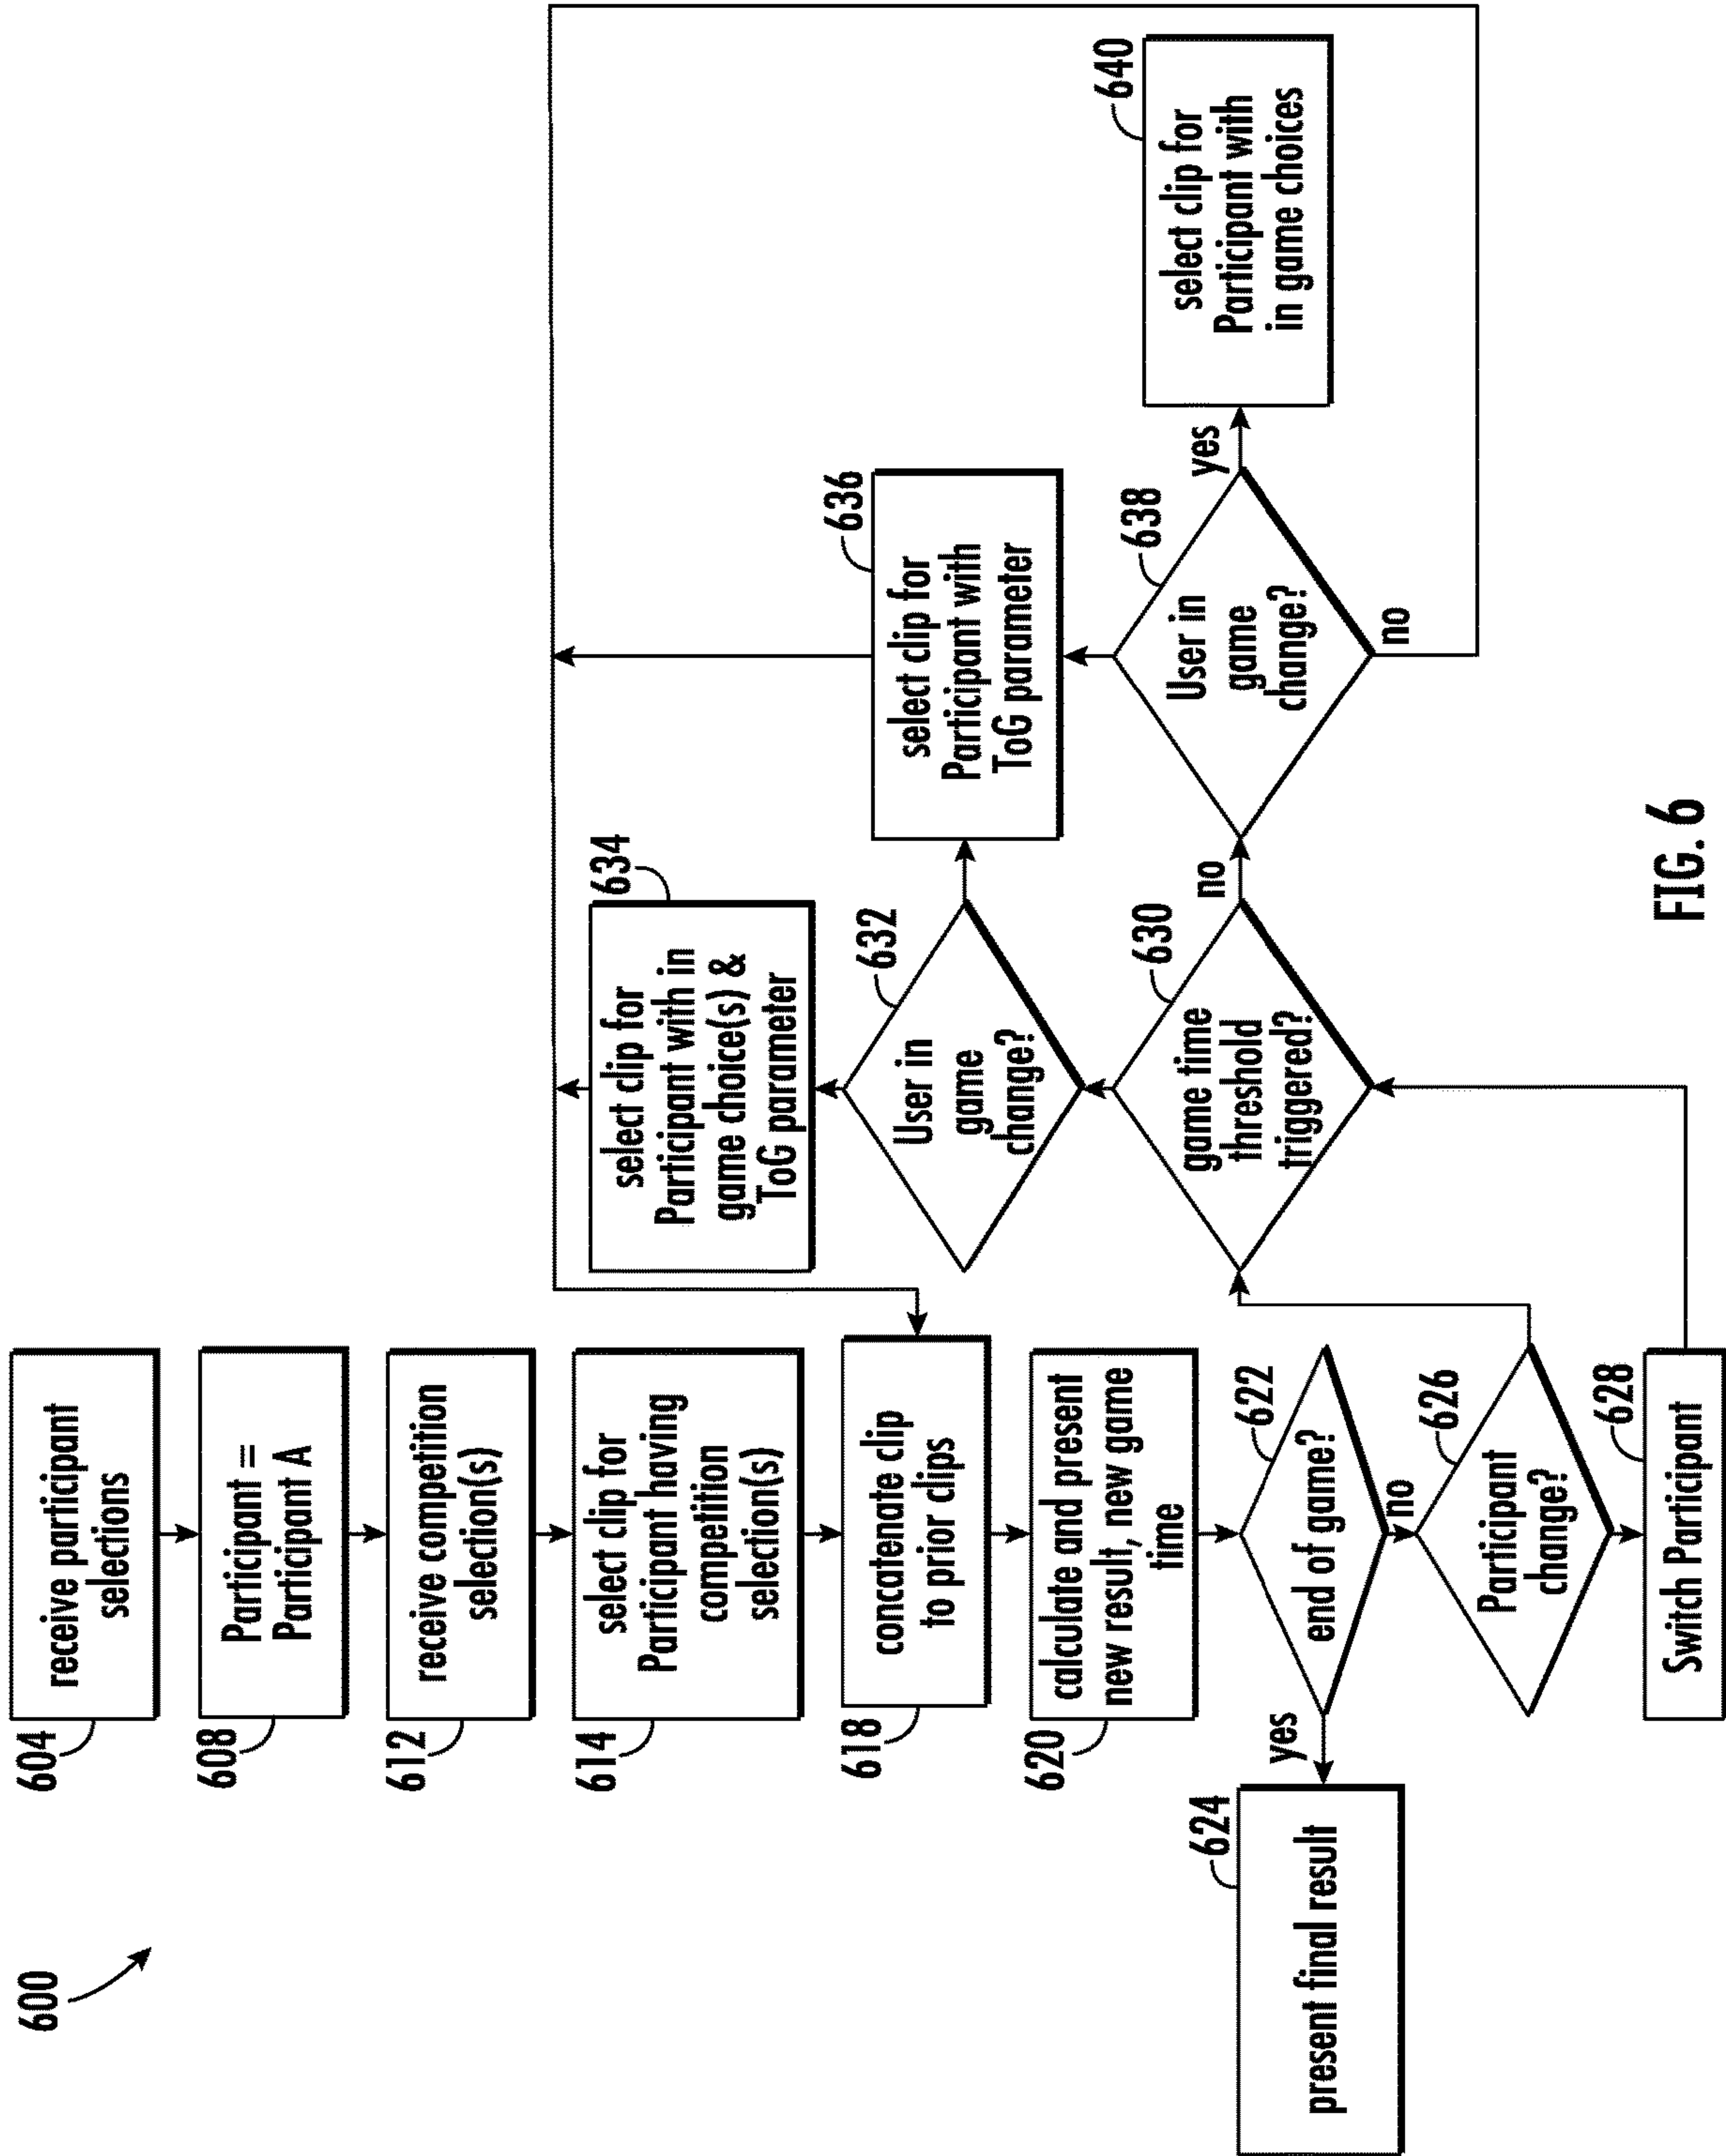 600
604
receive participant
selections
608
Participant =
Participant A
612
receive competition
selection(s)
614
select clip for
Participant having
competition
selection(s)
618
concatenate clip
to prior clips
620
calculate and present
new result, new game
time
622
end of game?
yes
no
624
present final result
626
Participant
change?
628
Switch Participant
630
game time
threshold
triggered?
no
632
User in
game
change?
634
select clip for
Participant with in
game choice(s) &
ToG parameter
636
select clip for
Participant with
ToG parameter
638
User in
game
change?
yes
no
640
select clip for
Participant with
in game choices
FIG. 6